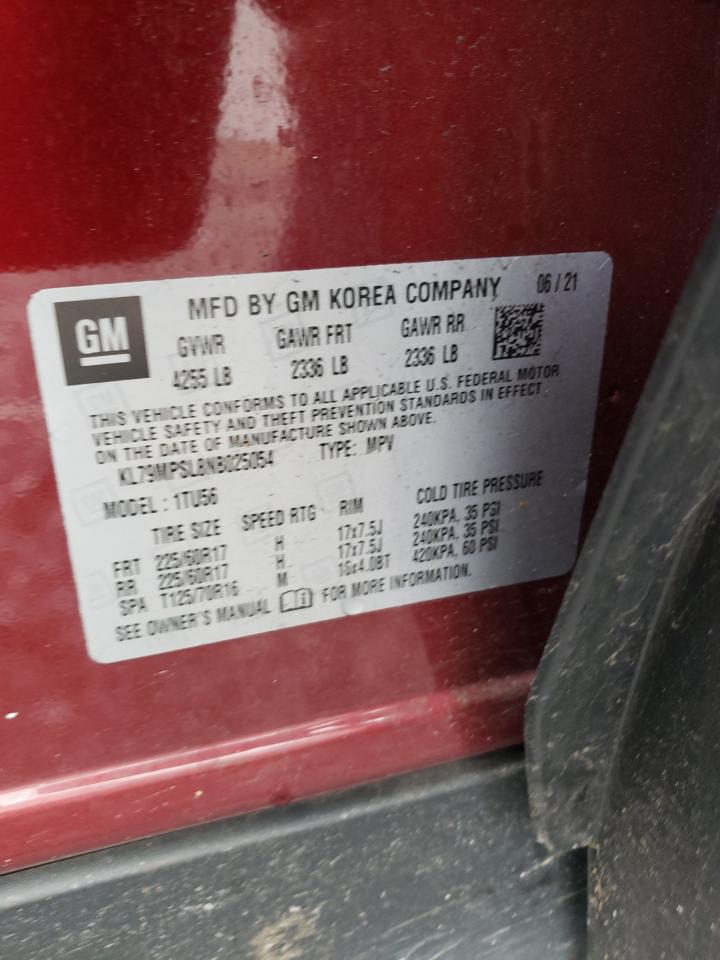 GM
MFD BY GM KOREA COMPANY 06/21
GVWR GAWR FRT GAWR RR
4255 LB 2336 LB 2336 LB
THIS VEHICLE CONFORMS TO ALL APPLICABLE U.S. FEDERAL MOTOR
VEHICLE SAFETY AND THEFT PREVENTION STANDARDS IN EFFECT
ON THE DATE OF MANUFACTURE SHOWN ABOVE.
KL79MPSL8NB025054 TYPE: MPV
MODEL: 1TU56
TIRE SIZE SPEED RTG RIM COLD TIRE PRESSURE
FRT 225/60R17 H 17x7.5J 240KPA, 35 PSI
RR 225/60R17 H 17x7.5J 240KPA, 35 PSI
SPA T125/70R16 M 16x4.0BT 420KPA, 60 PSI
SEE OWNER'S MANUAL FOR MORE INFORMATION.